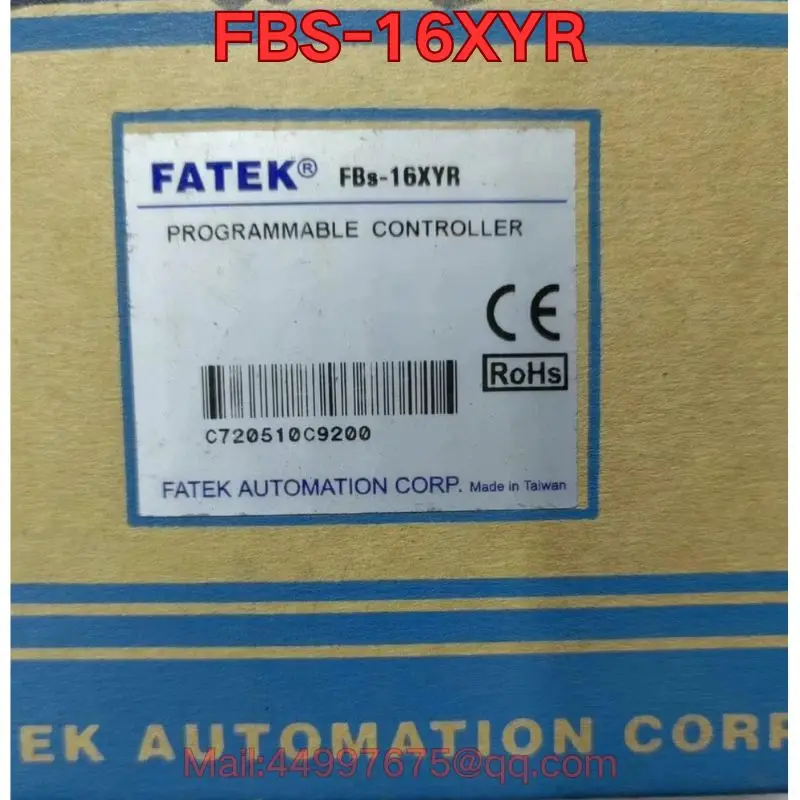 FBS-16XYR
FATEK® FBs-16XYR
PROGRAMMABLE CONTROLLER
CE
RoHs
C720510C9200
FATEK AUTOMATION CORP. Made in Taiwan
EK AUTOMATION CORP
Mail:44997675@qq.com